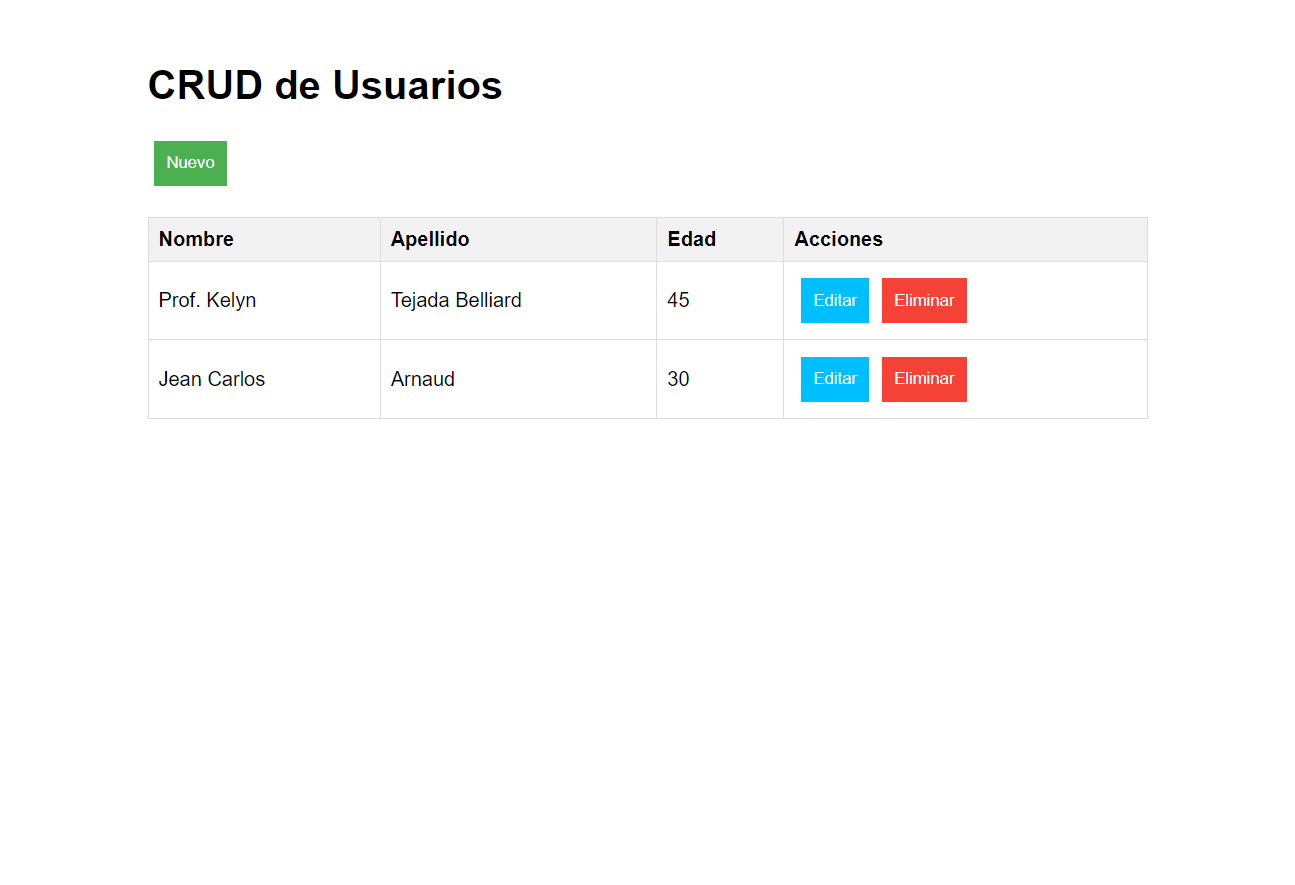 CRUD de Usuarios
Nuevo
Nombre Apellido Edad Acciones
Prof. Kelyn Tejada Belliard 45 Editar Eliminar
Jean Carlos Arnaud 30 Editar Eliminar